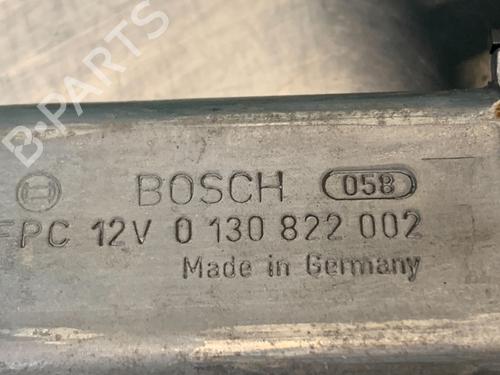 B-PARTS
BOSCH 058
FPC 12V 0 130 822 002
Made in Germany